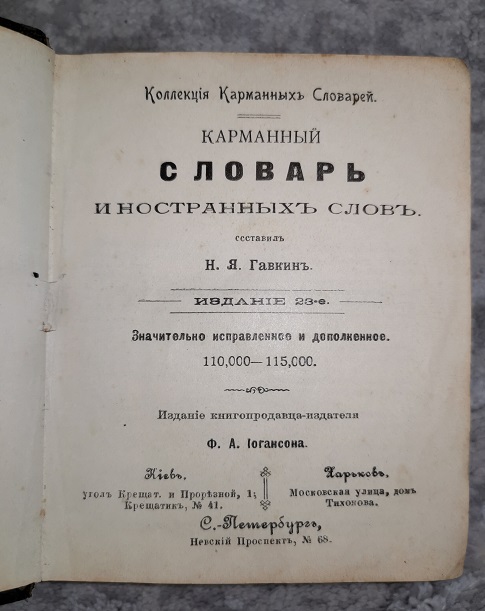 Коллекція Карманныхъ Словарей.
КАРМАННЫЙ
СЛОВАРЬ
ИНОСТРАННЫХЪ СЛОВЪ.
составилъ
Н. Я. Гавкинъ.
ИЗДАНІЕ 23-е.
Значительно исправленное и дополненное.
110,000—115,000.
Изданіе книгопродавца-издателя
Ф. А. Іогансона.
Кіевъ,
уголъ Крещат. и Прорѣзной, 1;
Крещатикъ, № 41.
Харьковъ,
Московская улица, домъ
Тихонова.
С.-Петербургъ,
Невскій Проспектъ, № 68.